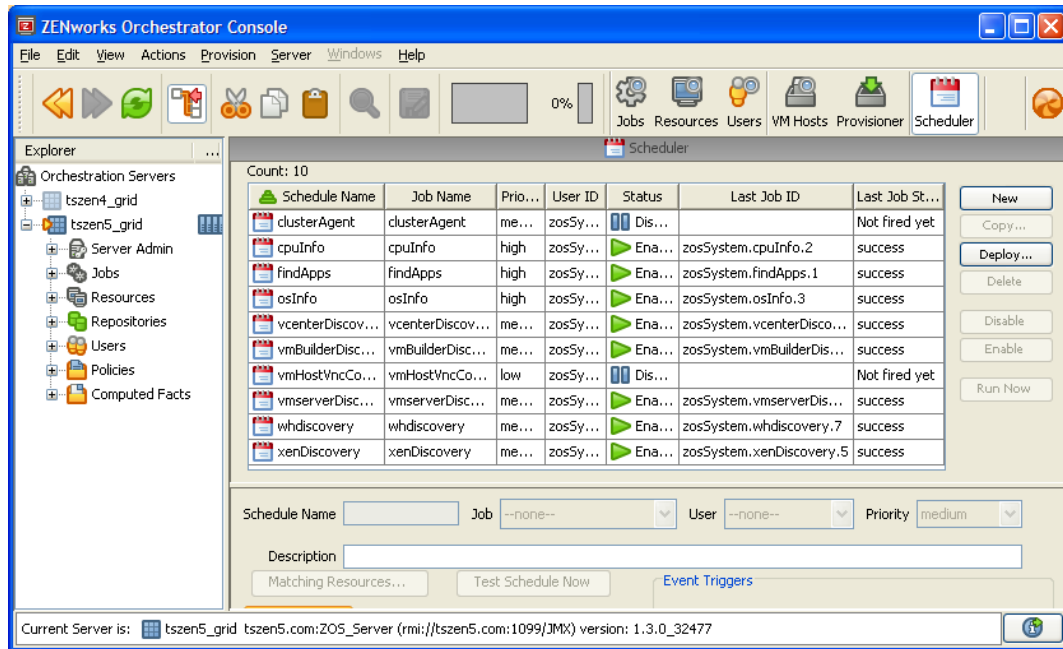 ZENworks Orchestrator Console
File Edit View Actions Provision Server Windows Help
0%
Jobs Resources Users VM Hosts Provisioner Scheduler
Explorer ...
Scheduler
Orchestration Servers
tszen4_grid
tszen5_grid
Server Admin
Jobs
Resources
Repositories
Users
Policies
Computed Facts
Count: 10
Schedule Name Job Name Prio... User ID Status Last Job ID Last Job St...
clusterAgent clusterAgent me... zosSy... Dis... Not fired yet
cpuInfo cpuInfo high zosSy... Ena... zosSystem.cpuInfo.2 success
findApps findApps high zosSy... Ena... zosSystem.findApps.1 success
osInfo osInfo high zosSy... Ena... zosSystem.osInfo.3 success
vcenterDiscov... vcenterDiscov... me... zosSy... Ena... zosSystem.vcenterDisco... success
vmBuilderDisc... vmBuilderDisc... me... zosSy... Ena... zosSystem.vmBuilderDis... success
vmHostVncCo... vmHostVncCo... low zosSy... Dis... Not fired yet
vmserverDisc... vmserverDisc... me... zosSy... Ena... zosSystem.vmserverDis... success
whdiscovery whdiscovery me... zosSy... Ena... zosSystem.whdiscovery.7 success
xenDiscovery xenDiscovery me... zosSy... Ena... zosSystem.xenDiscovery.5 success
New
Copy...
Deploy...
Delete
Disable
Enable
Run Now
Schedule Name Job --none-- User --none-- Priority medium
Description
Matching Resources... Test Schedule Now Event Triggers
Current Server is: tszen5_grid tszen5.com:ZOS_Server (rmi://tszen5.com:1099/JMX) version: 1.3.0_32477